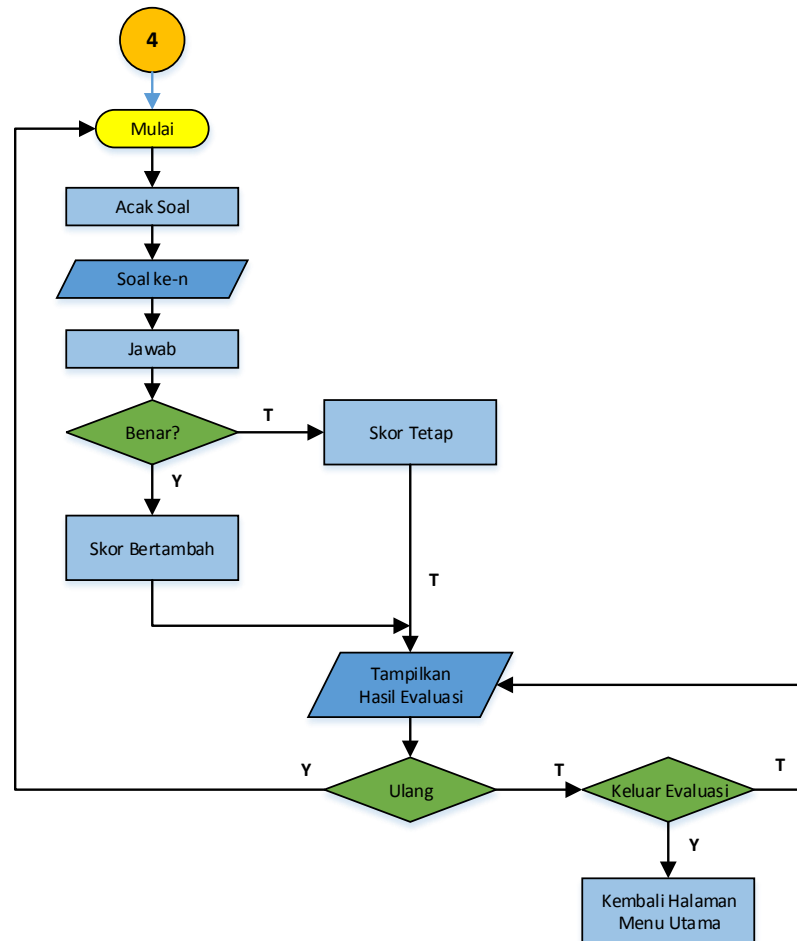 4
Mulai
Acak Soal
Soal ke-n
Jawab
Benar?
T
Skor Tetap
Y
Skor Bertambah
T
Tampilkan
Hasil Evaluasi
Y
Ulang
T
Keluar Evaluasi
T
Y
Kembali Halaman
Menu Utama